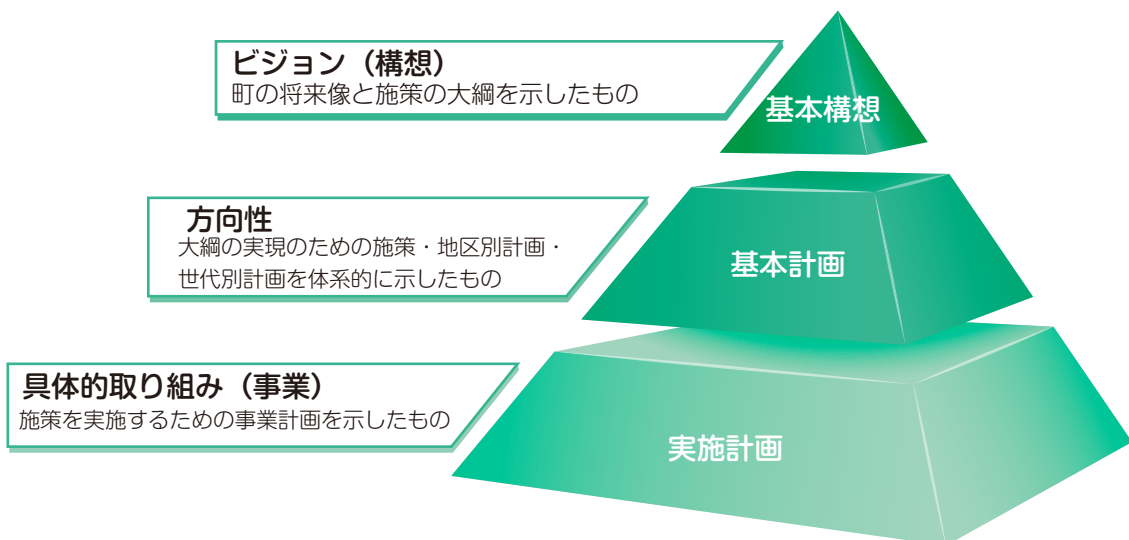 ビジョン（構想）
町の将来像と施策の大綱を示したもの
基本構想
方向性
大綱の実現のための施策・地区別計画・
世代別計画を体系的に示したもの
基本計画
具体的取り組み（事業）
施策を実施するための事業計画を示したもの
実施計画